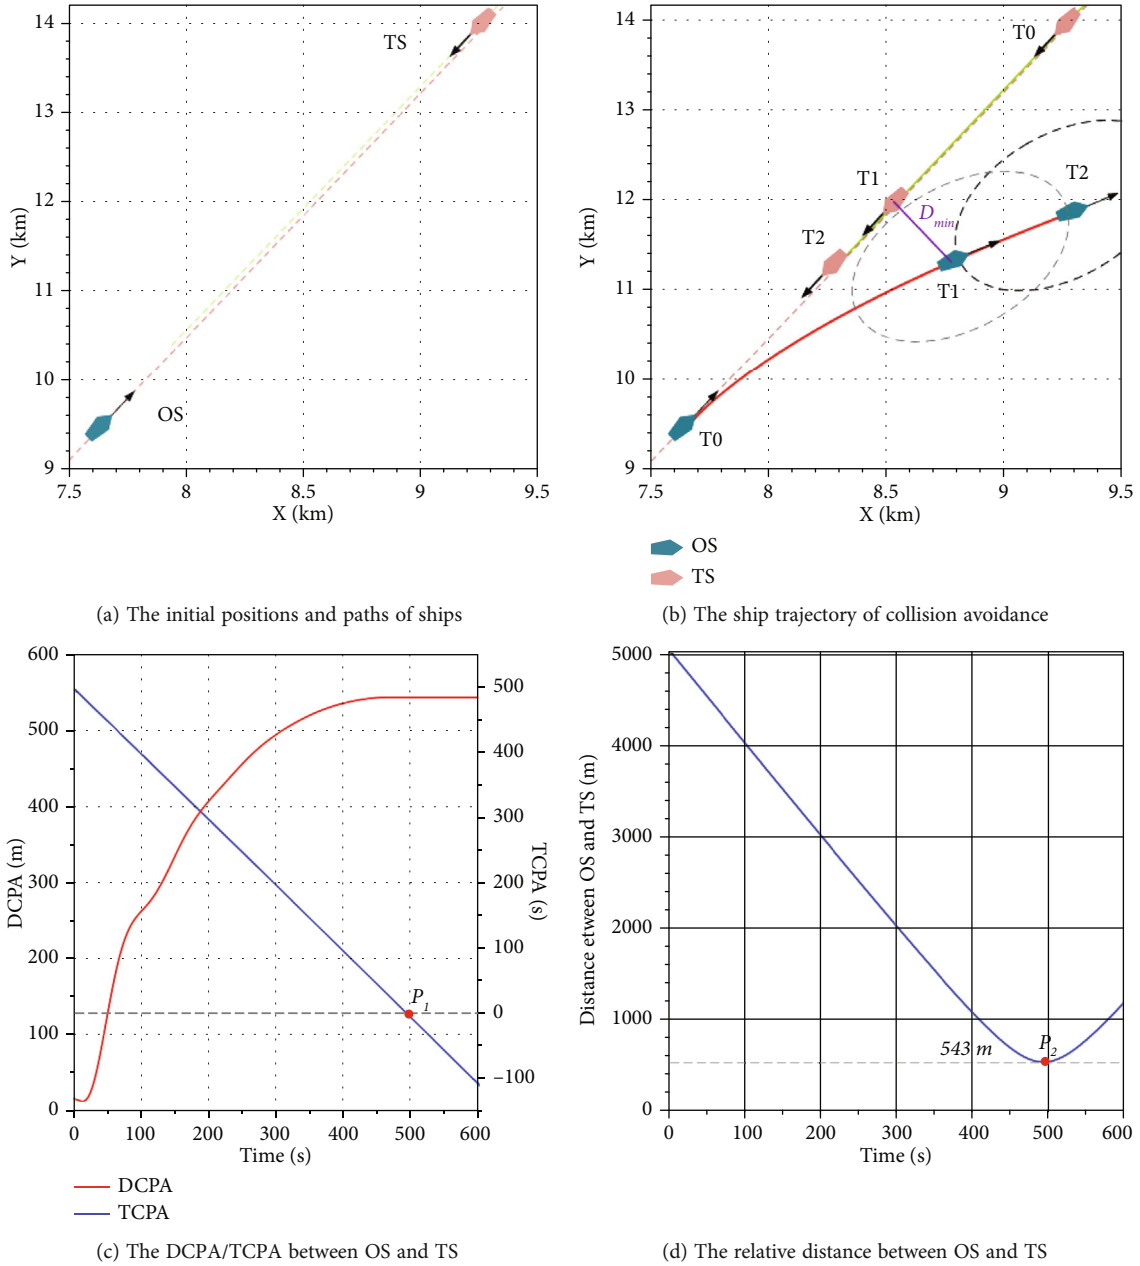 14
13
12
11
10
9
Y (km)
TS
OS
7.5 8 8.5 9 9.5
X (km)
(a) The initial positions and paths of ships
14
13
12
11
10
9
Y (km)
T0
T1
T2
D_min
T2
T1
T0
7.5 8 8.5 9 9.5
X (km)
OS
TS
(b) The ship trajectory of collision avoidance
600
500
400
300
200
100
0
DCPA (m)
500
400
300
200
100
0
−100
TCPA (s)
P_1
0 100 200 300 400 500 600
Time (s)
DCPA
TCPA
(c) The DCPA/TCPA between OS and TS
5000
4000
3000
2000
1000
0
Distance etween OS and TS (m)
543 m
P_2
0 100 200 300 400 500 600
Time (s)
(d) The relative distance between OS and TS